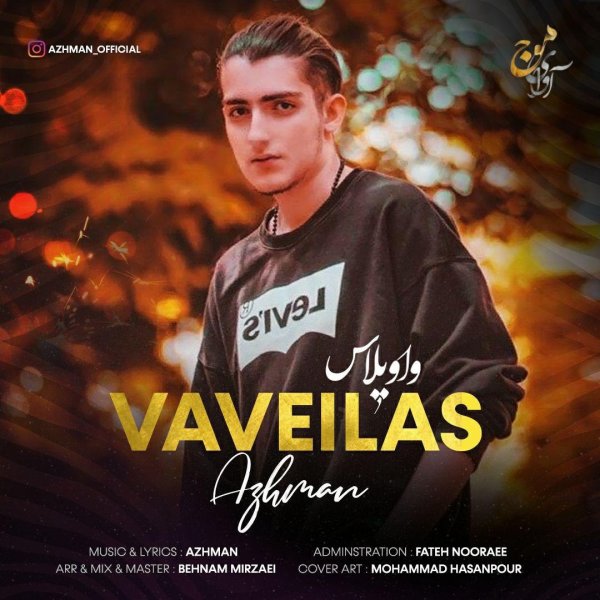 AZHMAN_OFFICIAL
آوای موج
LEVI'S
®
واویلاس
VAVEILAS
Azhman
MUSIC & LYRICS : AZHMAN
ADMINSTRATION : FATEH NOORAEE
ARR & MIX & MASTER : BEHNAM MIRZAEI
COVER ART : MOHAMMAD HASANPOUR